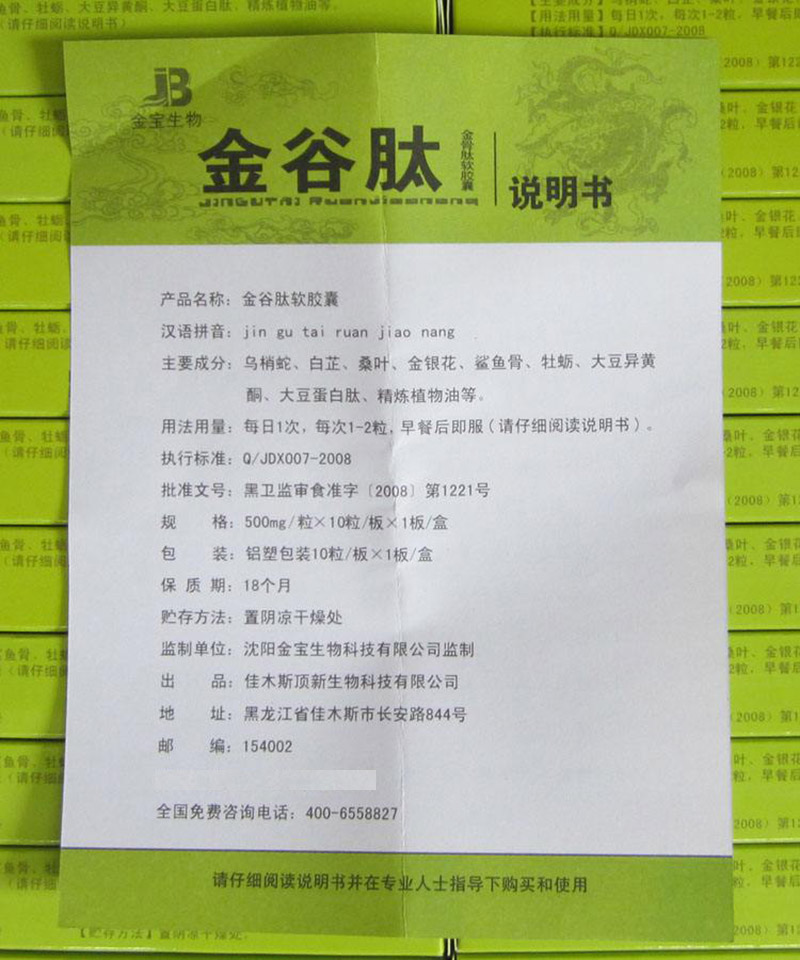 金宝生物
金谷肽
金骨肽软胶囊
说明书
产品名称：金谷肽软胶囊
汉语拼音：jin gu tai ruan jiao nang
主要成分：乌梢蛇、白芷、桑叶、金银花、鲨鱼骨、牡蛎、大豆异黄
酮、大豆蛋白肽、精炼植物油等。
用法用量：每日1次，每次1-2粒，早餐后即服（请仔细阅读说明书）。
执行标准：Q/JDX007-2008
批准文号：黑卫监审食准字〔2008〕第1221号
规 格：500mg/粒×10粒/板×1板/盒
包 装：铝塑包装10粒/板×1板/盒
保 质 期：18个月
贮存方法：置阴凉干燥处
监制单位：沈阳金宝生物科技有限公司监制
出 品：佳木斯顶新生物科技有限公司
地 址：黑龙江省佳木斯市长安路844号
邮 编：154002
全国免费咨询电话：400-6558827
请仔细阅读说明书并在专业人士指导下购买和使用